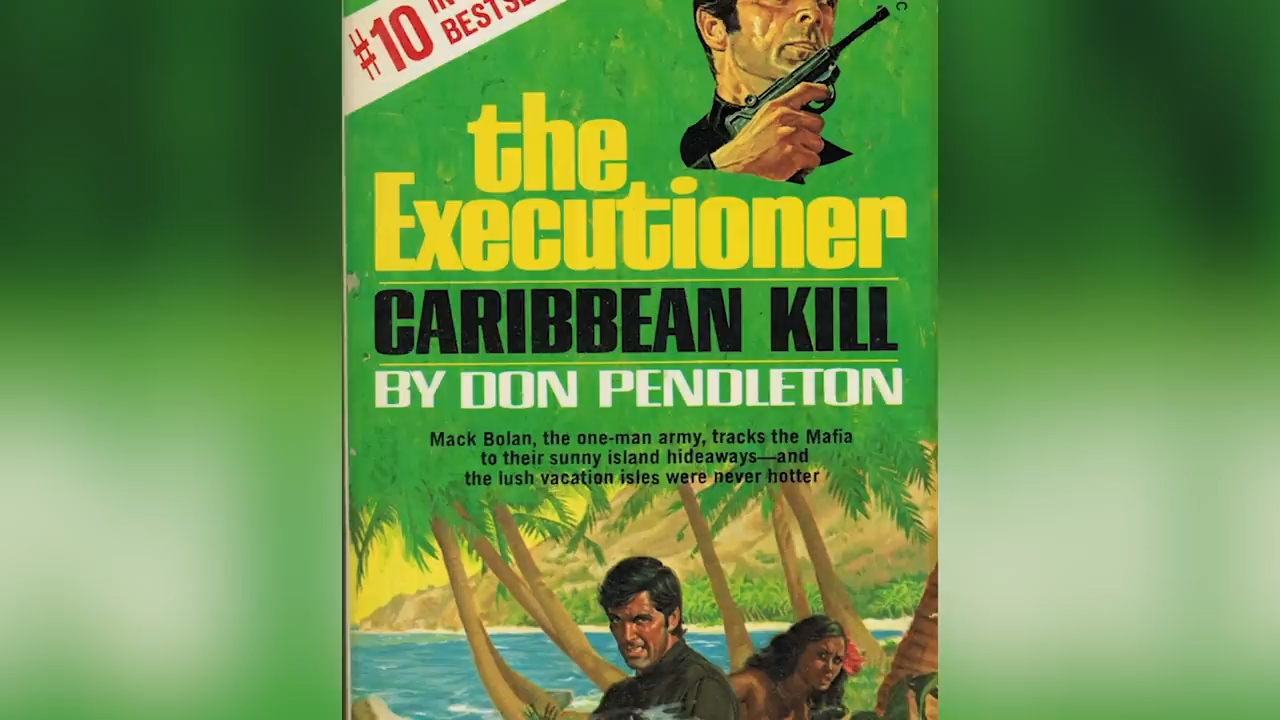 #10
BESTSE
the
Executioner
CARIBBEAN KILL
BY DON PENDLETON
Mack Bolan, the one-man army, tracks the Mafia
to their sunny island hideaways—and
the lush vacation isles were never hotter